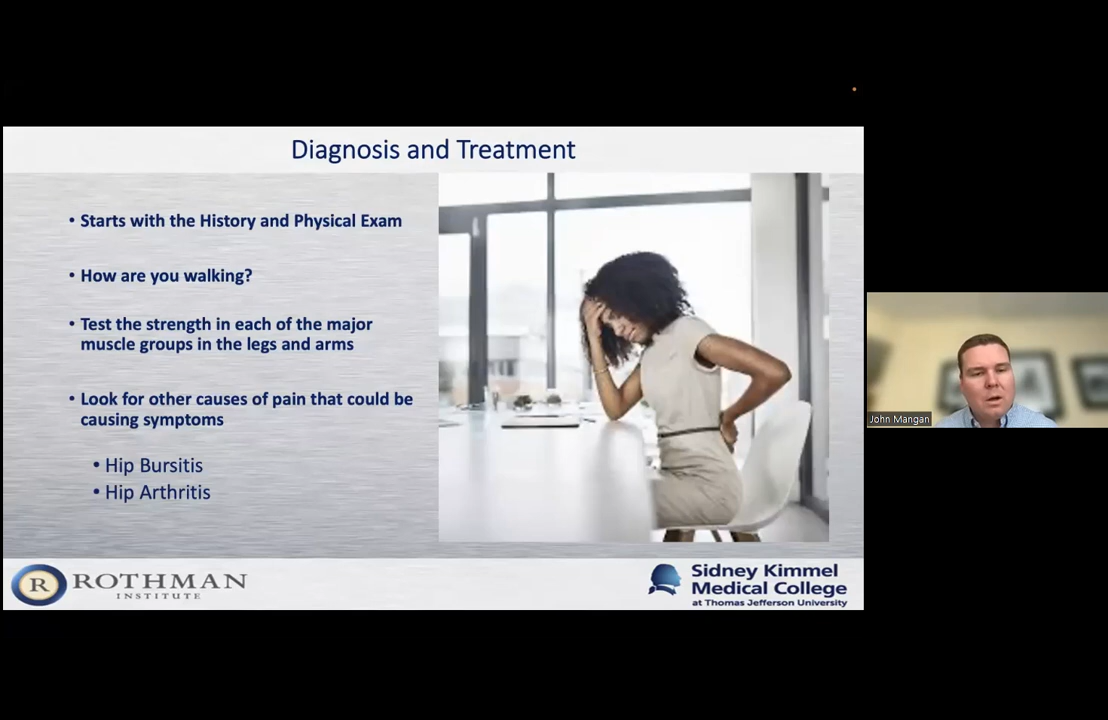 Diagnosis and Treatment
• Starts with the History and Physical Exam
• How are you walking?
• Test the strength in each of the major
muscle groups in the legs and arms
• Look for other causes of pain that could be
causing symptoms
• Hip Bursitis
• Hip Arthritis
John Mangan
R ROTHMAN
INSTITUTE
Sidney Kimmel
Medical College
at Thomas Jefferson University